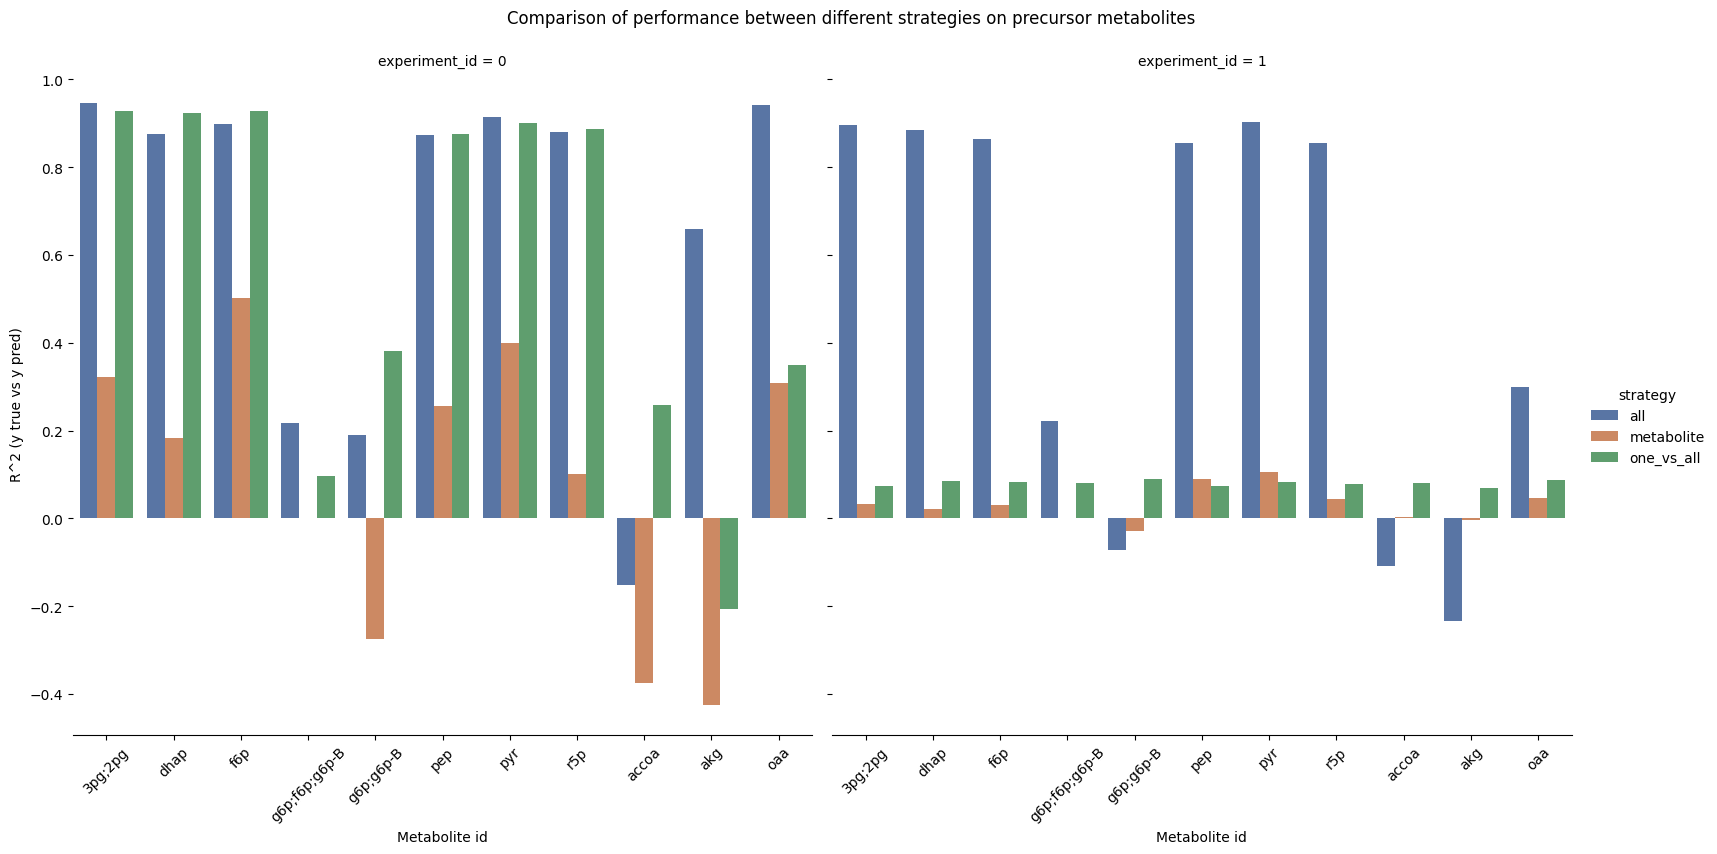 Comparison of performance between different strategies on precursor metabolites
experiment_id = 0
experiment_id = 1
R^2 (y true vs y pred)
1.0
0.8
0.6
0.4
0.2
0.0
−0.2
−0.4
3pg;2pg
dhap
f6p
g6p;f6p;g6p-B
g6p;g6p-B
pep
pyr
r5p
accoa
akg
oaa
Metabolite id
3pg;2pg
dhap
f6p
g6p;f6p;g6p-B
g6p;g6p-B
pep
pyr
r5p
accoa
akg
oaa
Metabolite id
strategy
all
metabolite
one_vs_all